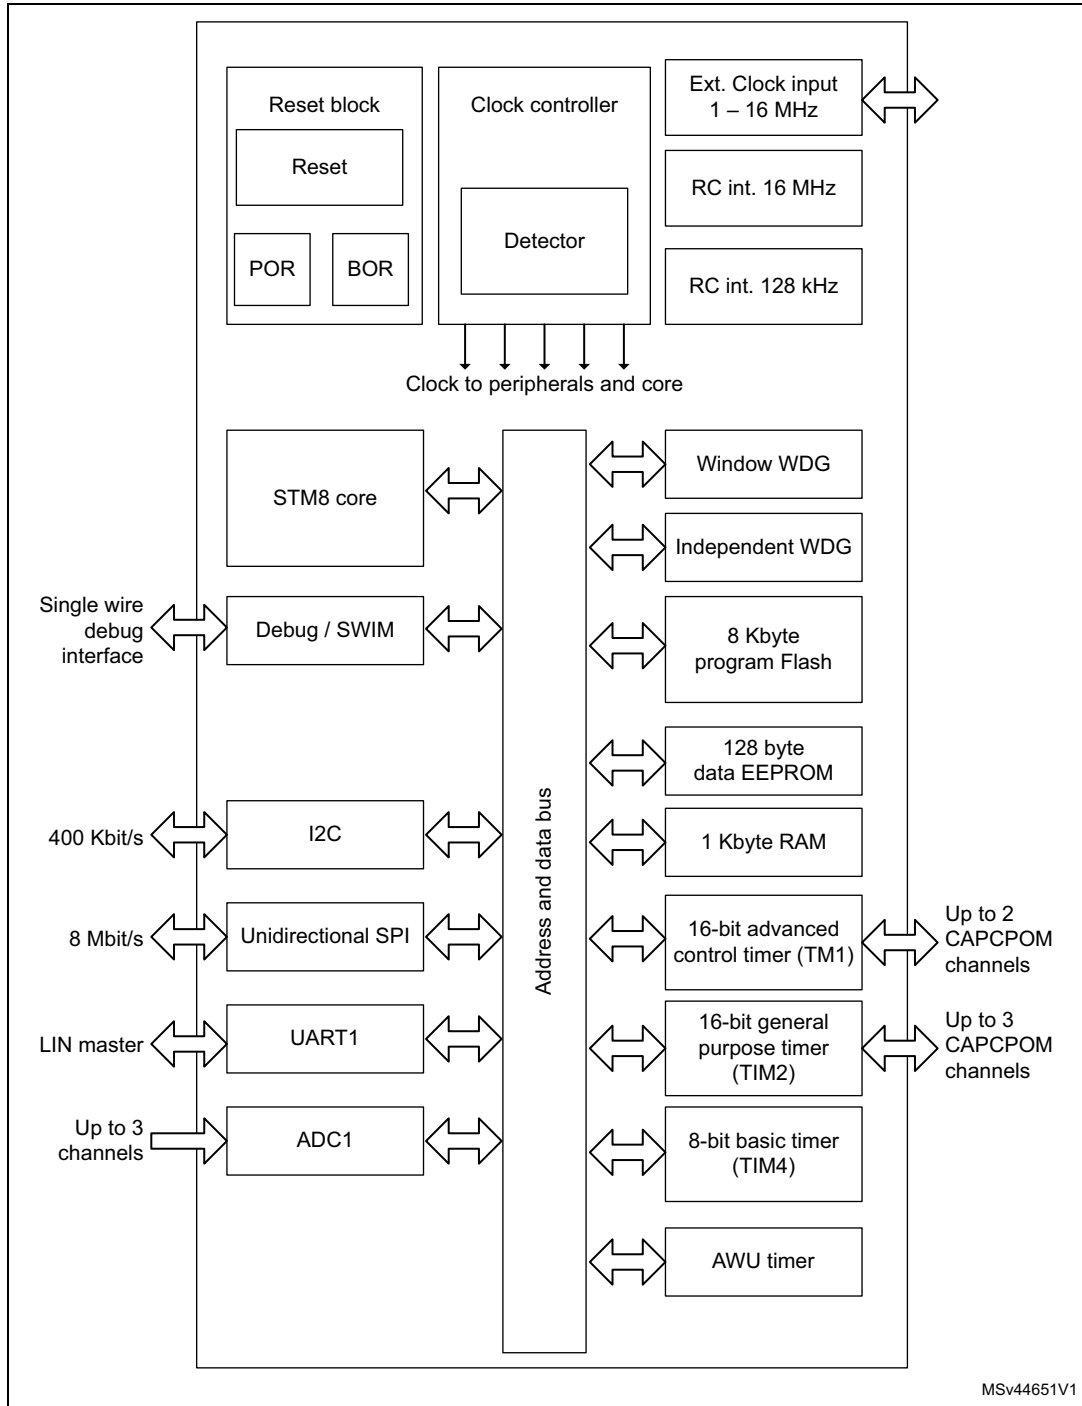 Reset block
Reset
POR
BOR
Clock controller
Detector
Ext. Clock input
1 – 16 MHz
RC int. 16 MHz
RC int. 128 kHz
Clock to peripherals and core
STM8 core
Single wire
debug
interface
Debug / SWIM
400 Kbit/s
I2C
8 Mbit/s
Unidirectional SPI
LIN master
UART1
Up to 3
channels
ADC1
Address and data bus
Window WDG
Independent WDG
8 Kbyte
program Flash
128 byte
data EEPROM
1 Kbyte RAM
16-bit advanced
control timer (TM1)
Up to 2
CAPCPOM
channels
16-bit general
purpose timer
(TIM2)
Up to 3
CAPCPOM
channels
8-bit basic timer
(TIM4)
AWU timer
MSv44651V1